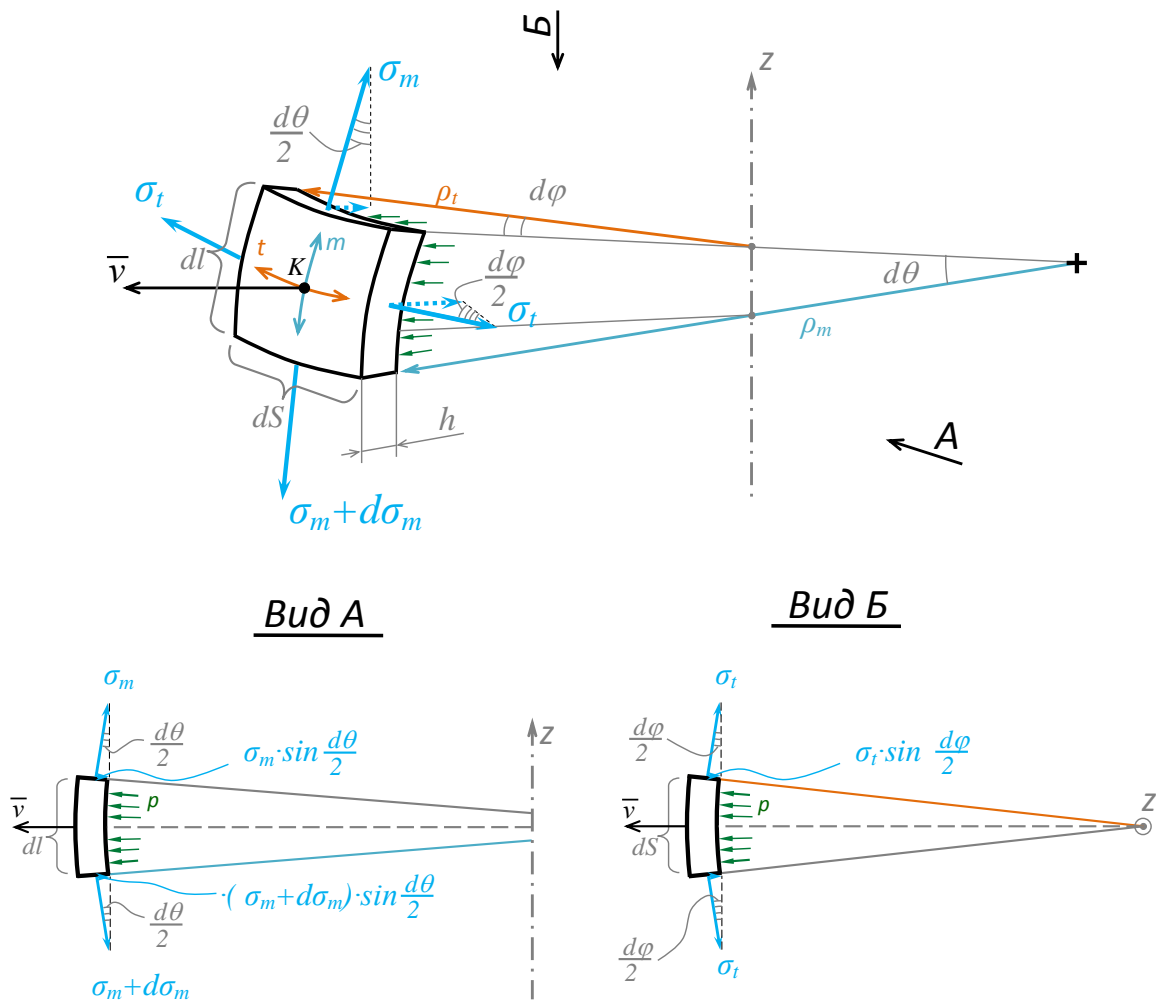 Б
z
σm
dθ/2
ρt
dφ
σt
dl
t
m
K
v̅
dφ/2
σt
dθ
ρm
dS
h
А
σm+dσm
Вид А
Вид Б
σm
dθ/2
σm·sin dθ/2
z
v̅
p
dl
·( σm+dσm)·sin dθ/2
dθ/2
σm+dσm
σt
dφ/2
σt·sin dφ/2
v̅
p
z
dS
dφ/2
σt